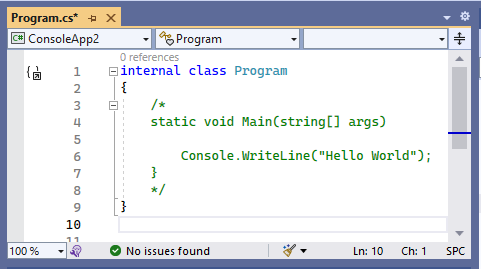 Program.cs*
ConsoleApp2 Program
0 references
1 internal class Program
2 {
3 /*
4 static void Main(string[] args)
5
6 Console.WriteLine("Hello World");
7 }
8 */
9 }
10
11
100 % No issues found Ln: 10 Ch: 1 SPC